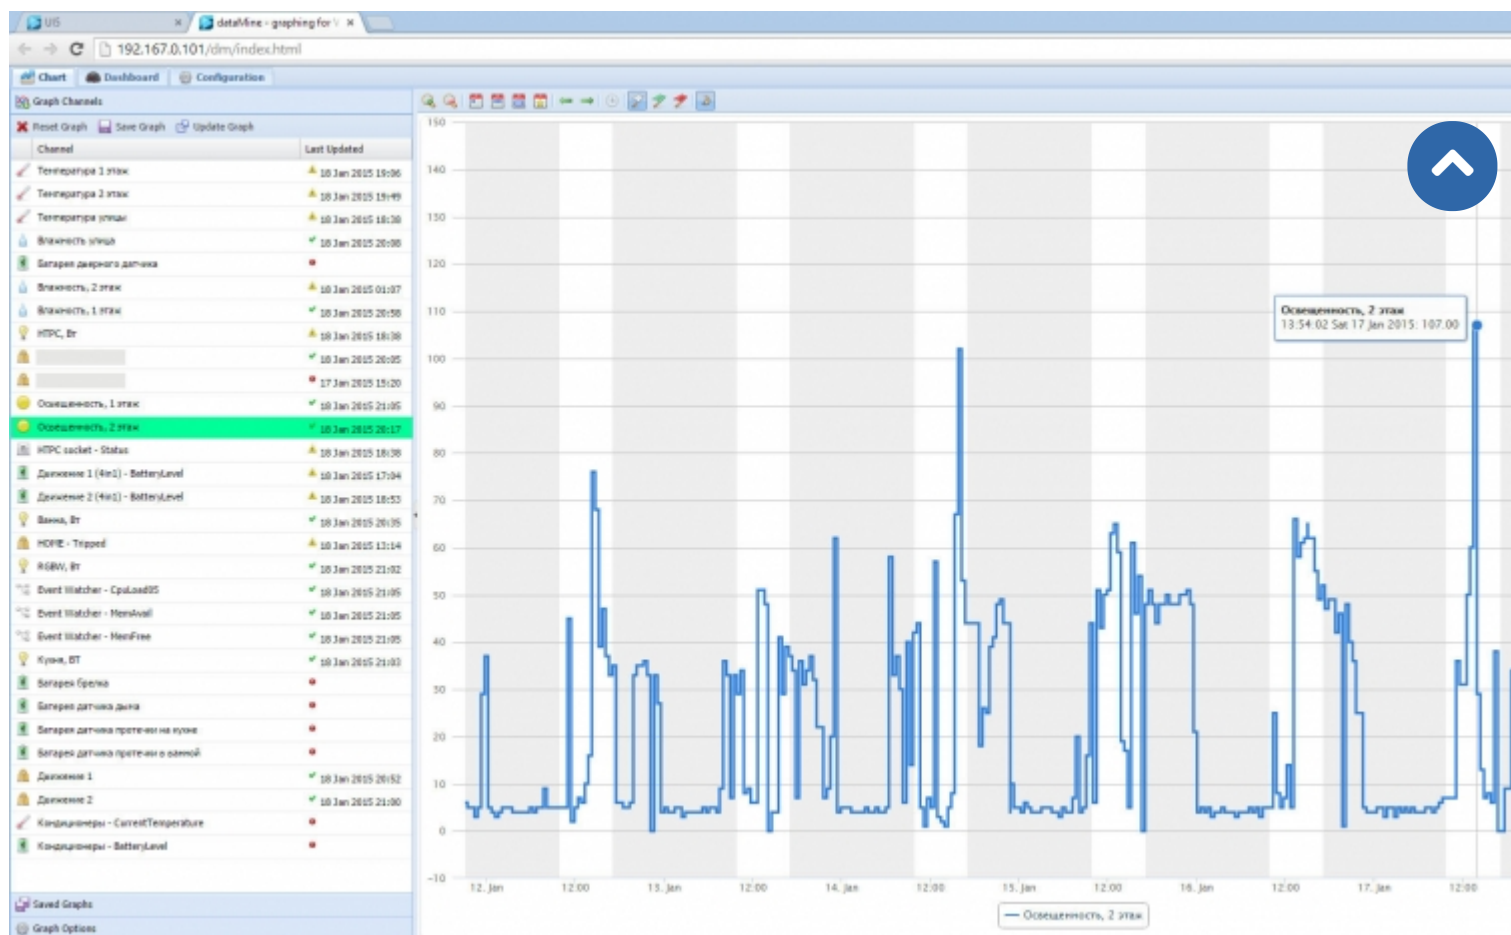 UI5
dataMine - graphing for V
192.168.0.101/dm/index.html
Chart Dashboard Configuration
Graph Channels
Reset Graph Save Graph Update Graph
Channel Last Updated
Температура 1 этаж 18 Jan 2015 19:06
Температура 2 этаж 18 Jan 2015 19:49
Температура улицы 18 Jan 2015 18:38
Влажность улица 18 Jan 2015 20:08
Батарея дверного датчика
Влажность, 2 этаж 18 Jan 2015 01:07
Влажность, 1 этаж 18 Jan 2015 20:58
HTPC, Вт 18 Jan 2015 18:38
18 Jan 2015 20:05
17 Jan 2015 15:20
Освещенность, 1 этаж 18 Jan 2015 21:05
Освещенность, 2 этаж 18 Jan 2015 20:17
HTPC socket - Status 18 Jan 2015 18:38
Движение 1 (4in1) - BatteryLevel 18 Jan 2015 17:04
Движение 2 (4in1) - BatteryLevel 18 Jan 2015 18:53
Ванна, Вт 18 Jan 2015 20:35
HOME - Tripped 18 Jan 2015 13:14
RGBW, Вт 18 Jan 2015 21:02
Event Watcher - CpuLoad05 18 Jan 2015 21:05
Event Watcher - MemAvail 18 Jan 2015 21:05
Event Watcher - MemFree 18 Jan 2015 21:05
Кухня, ВТ 18 Jan 2015 21:03
Батарея брелка
Батерея датчика дыма
Батарея датчика протечки на кухне
Батарея датчика протечки в ванной
Движение 1 18 Jan 2015 20:52
Движение 2 18 Jan 2015 21:00
Кондиционеры - CurrentTemperature
Кондиционеры - BatteryLevel
Saved Graphs
Graph Options
150
140
130
120
110
100
90
80
70
60
50
40
30
20
10
0
-10
Освещенность, 2 этаж
13:54:02 Sat 17 Jan 2015: 107.00
12. Jan 12:00 13. Jan 12:00 14. Jan 12:00 15. Jan 12:00 16. Jan 12:00 17. Jan 12:00
Освещенность, 2 этаж